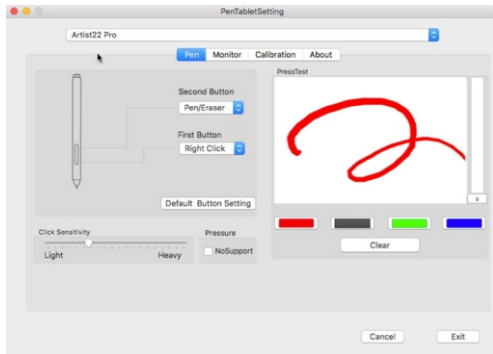 PenTabletSetting
Artist22 Pro
Pen Monitor Calibration About
Second Button
Pen/Eraser
First Button
Right Click
Default Button Setting
Click Sensitivity
Light Heavy
Pressure
NoSupport
PressTest
0
Clear
Cancel Exit